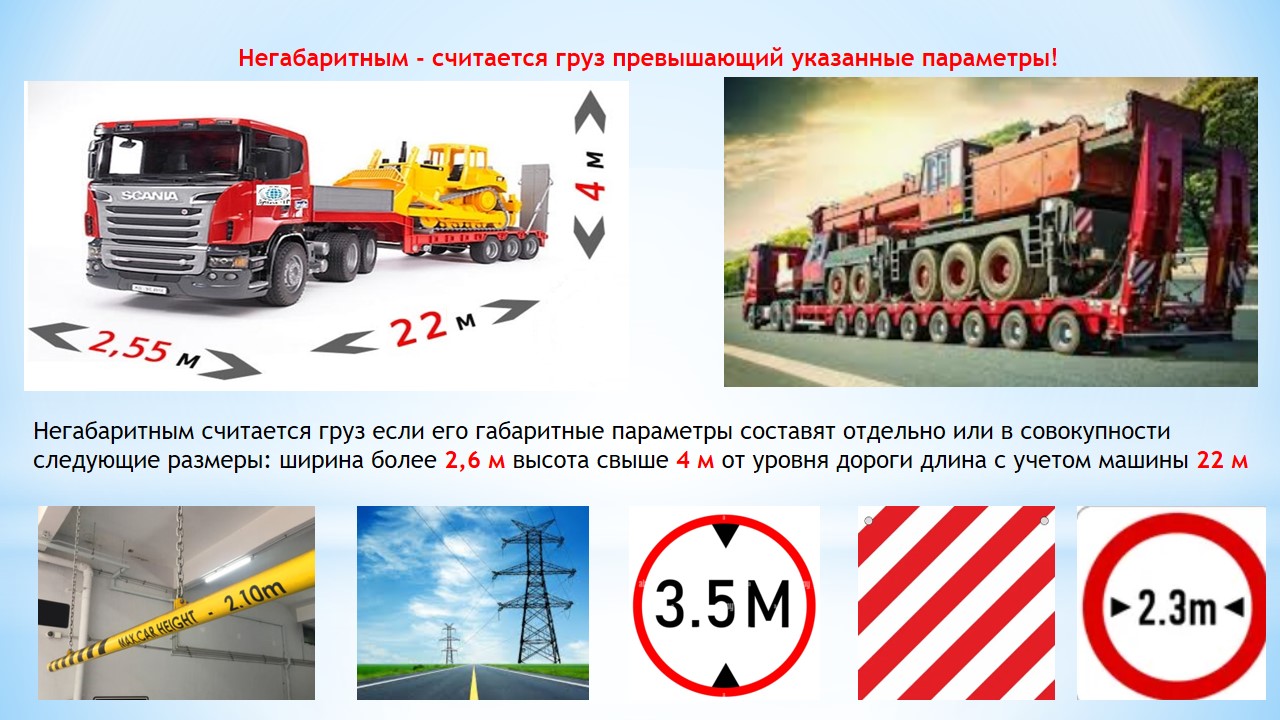 Негабаритным - считается груз превышающий указанные параметры!
SCANIA
4 м
2,55 м
22 м
Негабаритным считается груз если его габаритные параметры составят отдельно или в совокупности
следующие размеры: ширина более 2,6 м высота свыше 4 м от уровня дороги длина с учетом машины 22 м
MAX CAR HEIGHT - 2.10m
3.5M
2.3m